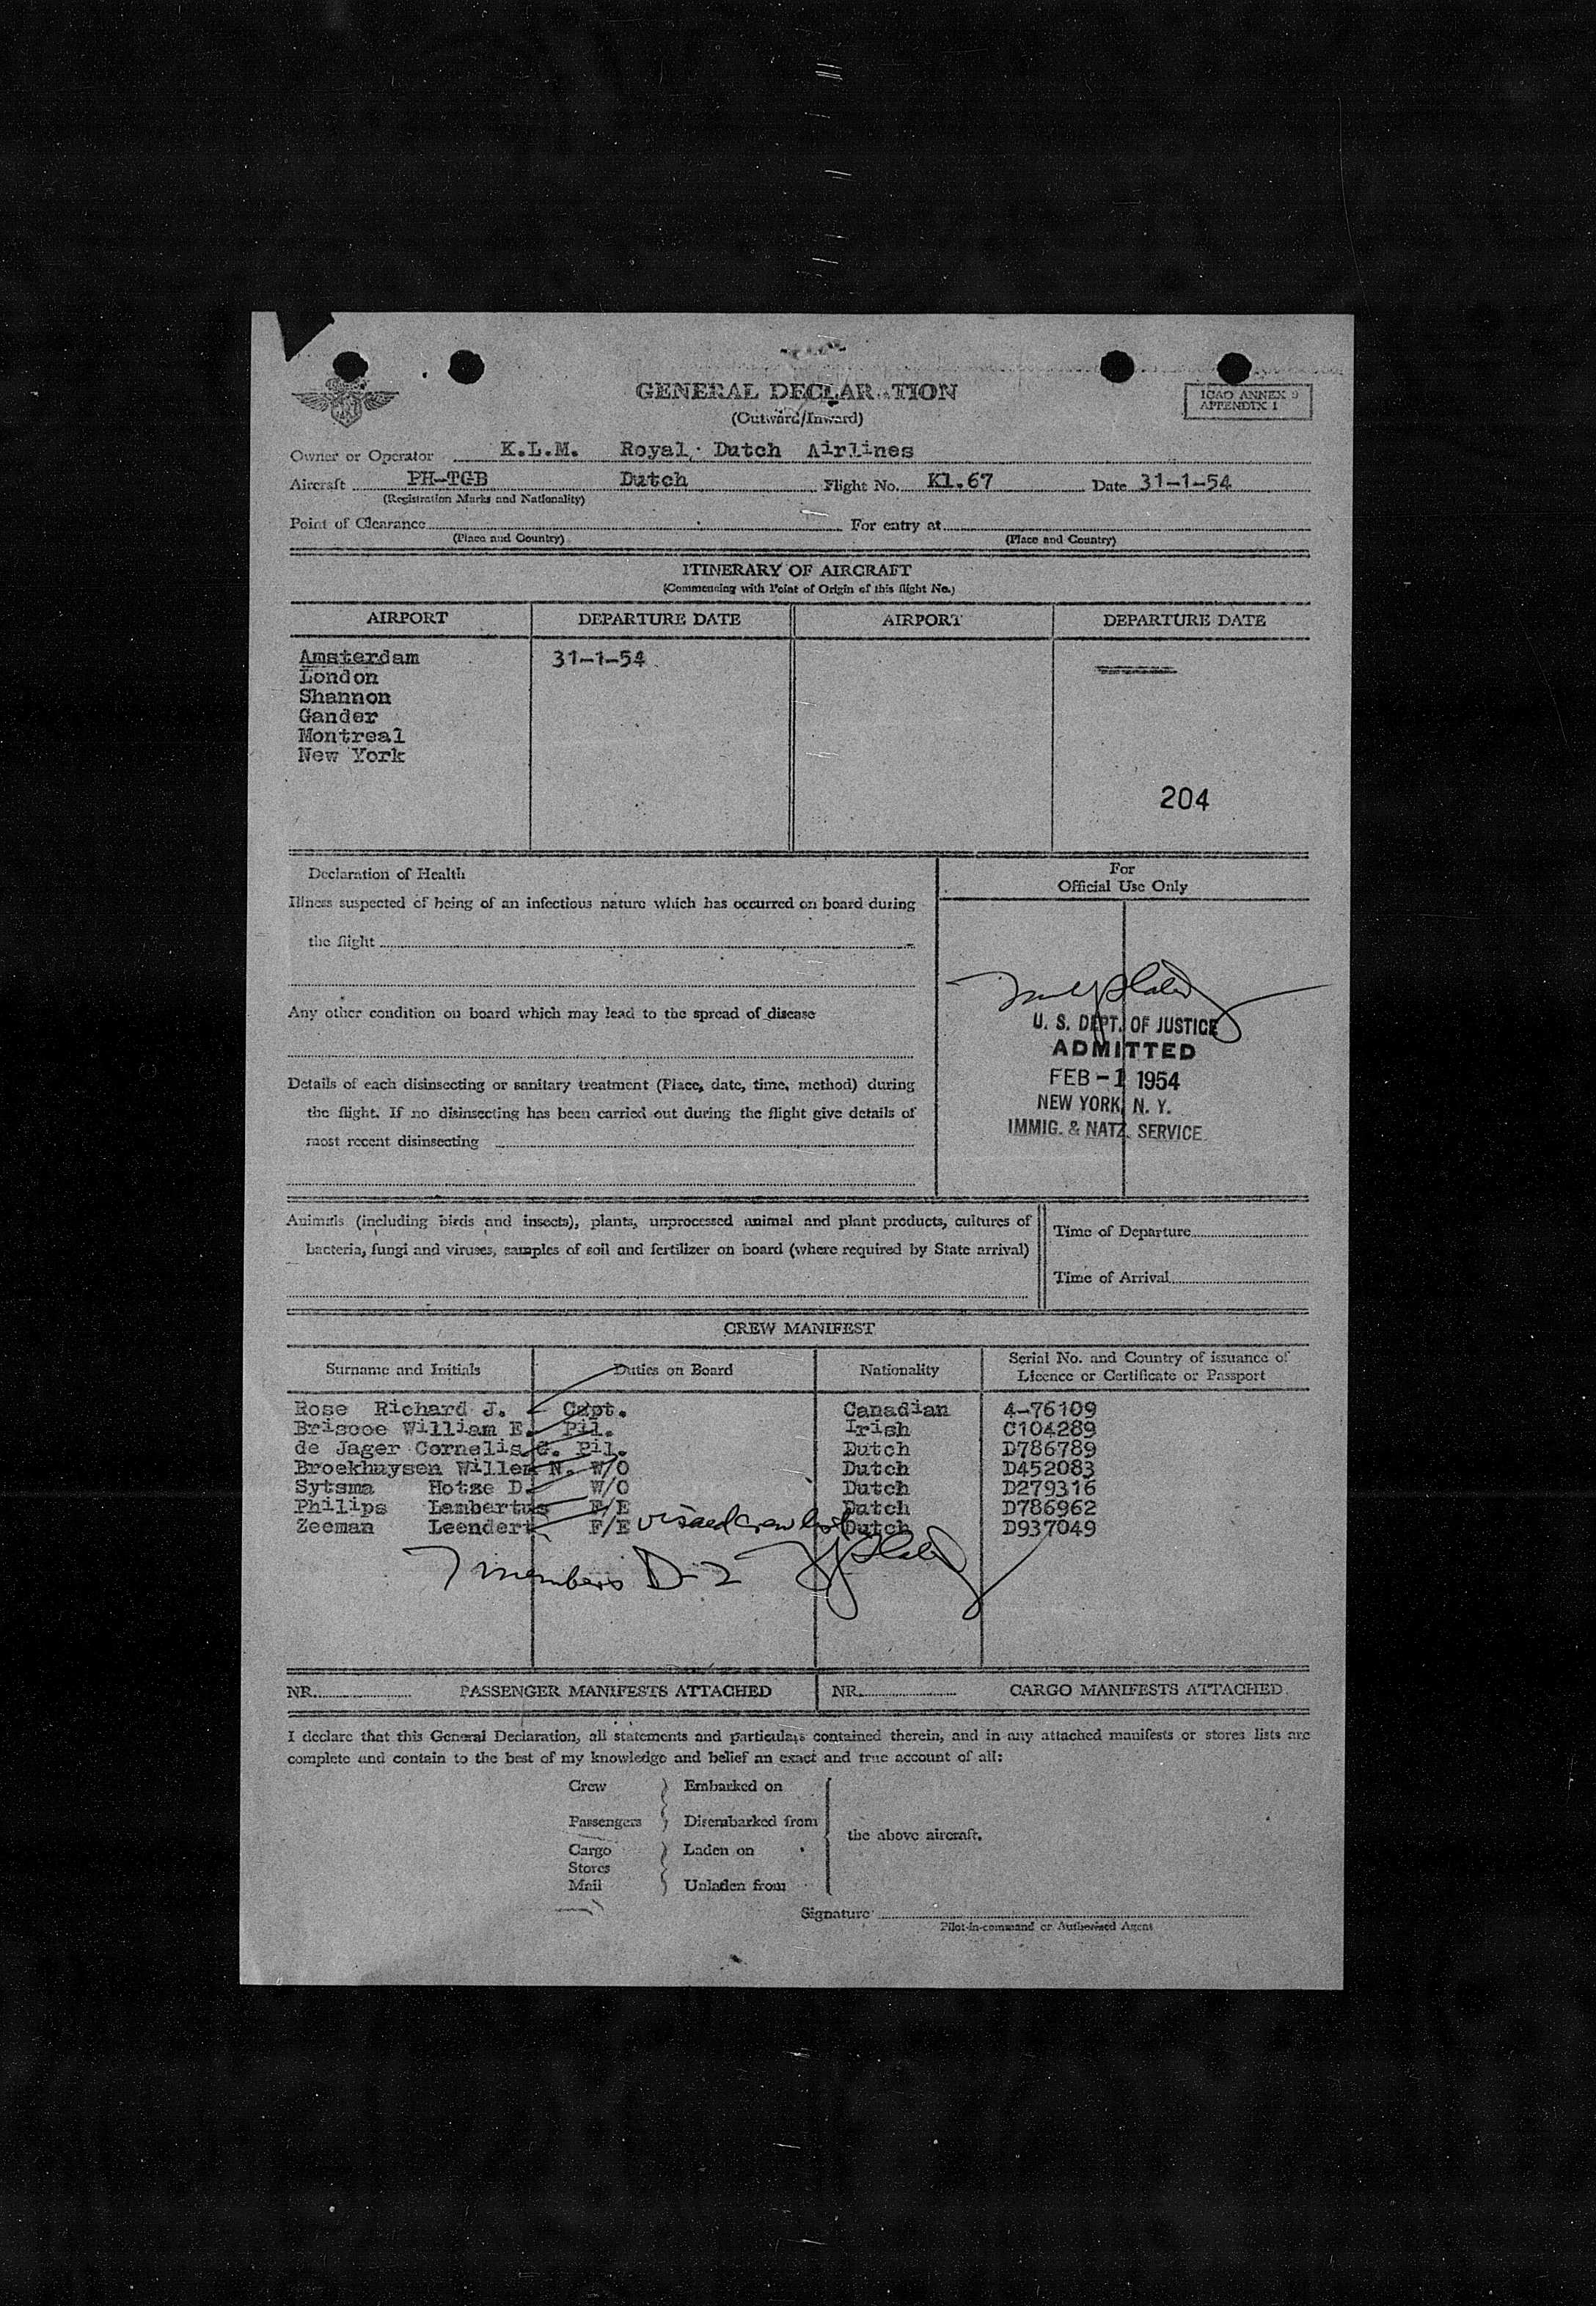 GENERAL DECLARATION
(Outward/Inward)
ICAO ANNEX 9
APPENDIX 1
Owner or Operator K.L.M. Royal Dutch Airlines
Aircraft PH-TGB Dutch Flight No. Kl.67 Date 31-1-54
(Registration Marks and Nationality)
Point of Clearance For entry at
(Place and Country) (Place and Country)
ITINERARY OF AIRCRAFT
(Commencing with Point of Origin of this flight No.)
AIRPORT DEPARTURE DATE AIRPORT DEPARTURE DATE
Amsterdam 31-1-54
London
Shannon
Gander
Montreal
New York
204
Declaration of Health
Illness suspected of being of an infectious nature which has occurred on board during
the flight
Any other condition on board which may lead to the spread of disease
Details of each disinsecting or sanitary treatment (Place, date, time, method) during
the flight. If no disinsecting has been carried out during the flight give details of
most recent disinsecting
For
Official Use Only
U. S. DEPT. OF JUSTICE
ADMITTED
FEB -1 1954
NEW YORK, N. Y.
IMMIG. & NATZ. SERVICE
Animals (including birds and insects), plants, unprocessed animal and plant products, cultures of
bacteria, fungi and viruses, samples of soil and fertilizer on board (where required by State arrival)
Time of Departure
Time of Arrival
CREW MANIFEST
Surname and Initials Duties on Board Nationality Serial No. and Country of issuance of
Licence or Certificate or Passport
Rose Richard J. Capt. Canadian 4-76109
Briscoe William E. Pil. Irish C104289
de Jager Cornelis G. Pil. Dutch D786789
Broekhuysen Willem N. W/O Dutch D452083
Sytsma Hotse D. W/O Dutch D279316
Philips Lambertus F/E Dutch D786962
Zeeman Leendert F/E visaed crew list Dutch D937049
7 members D-2
NR. PASSENGER MANIFESTS ATTACHED NR. CARGO MANIFESTS ATTACHED
I declare that this General Declaration, all statements and particulars contained therein, and in any attached manifests or stores lists are
complete and contain to the best of my knowledge and belief an exact and true account of all:
Crew Embarked on
Passengers Disembarked from
the above aircraft.
Cargo Laden on
Stores
Mail Unladen from
Signature
Pilot-in-command or Authorised Agent